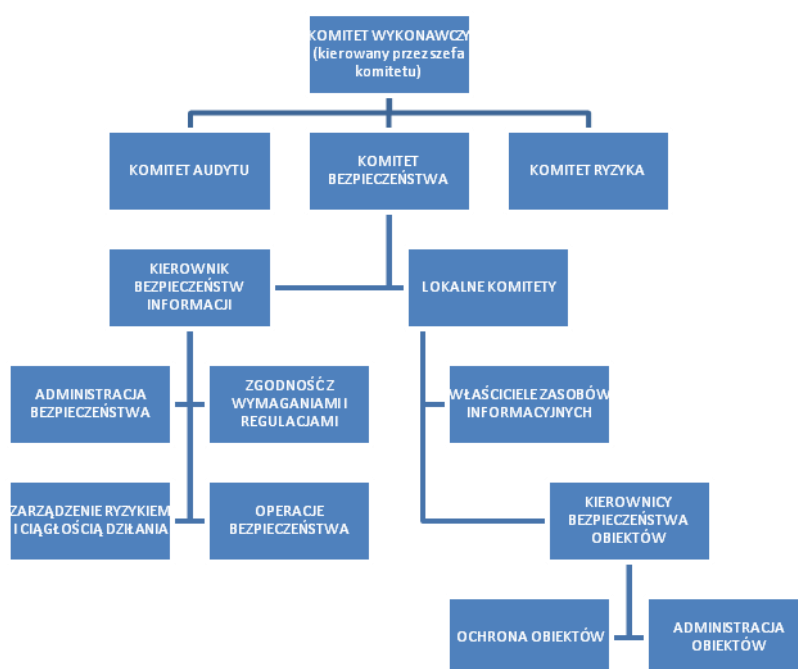 KOMITET WYKONAWCZY
(kierowany przez szefa
komitetu)
KOMITET AUDYTU
KOMITET
BEZPIECZEŃSTWA
KOMITET RYZYKA
KIEROWNIK
BEZPIECZEŃSTW
INFORMACJI
LOKALNE KOMITETY
ADMINISTRACJA
BEZPIECZEŃSTWA
ZGODNOŚĆ Z
WYMAGANIAMI I
REGULACJAMI
WŁAŚCICIELE ZASOBÓW
INFORMACYJNYCH
ZARZĄDZENIE RYZYKIEM
I CIĄGŁOŚCIĄ DZIŁANIA
OPERACJE
BEZPIECZEŃSTWA
KIEROWNICY
BEZPIECZEŃSTWA
OBIEKTÓW
OCHRONA OBIEKTÓW
ADMINISTRACJA
OBIEKTÓW